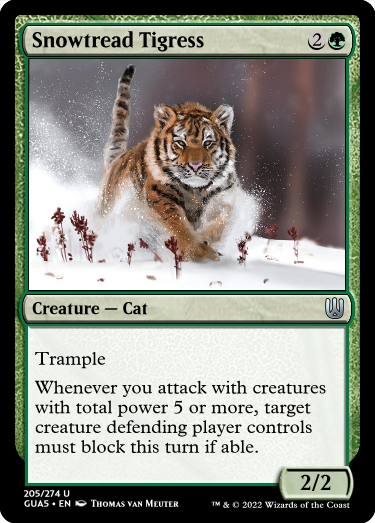 Snowtread Tigress 2
Creature — Cat
Trample
Whenever you attack with creatures
with total power 5 or more, target
creature defending player controls
must block this turn if able.
2/2
205/274 U
GUA5 • EN Thomas van Meuter
™ & © 2022 Wizards of the Coast